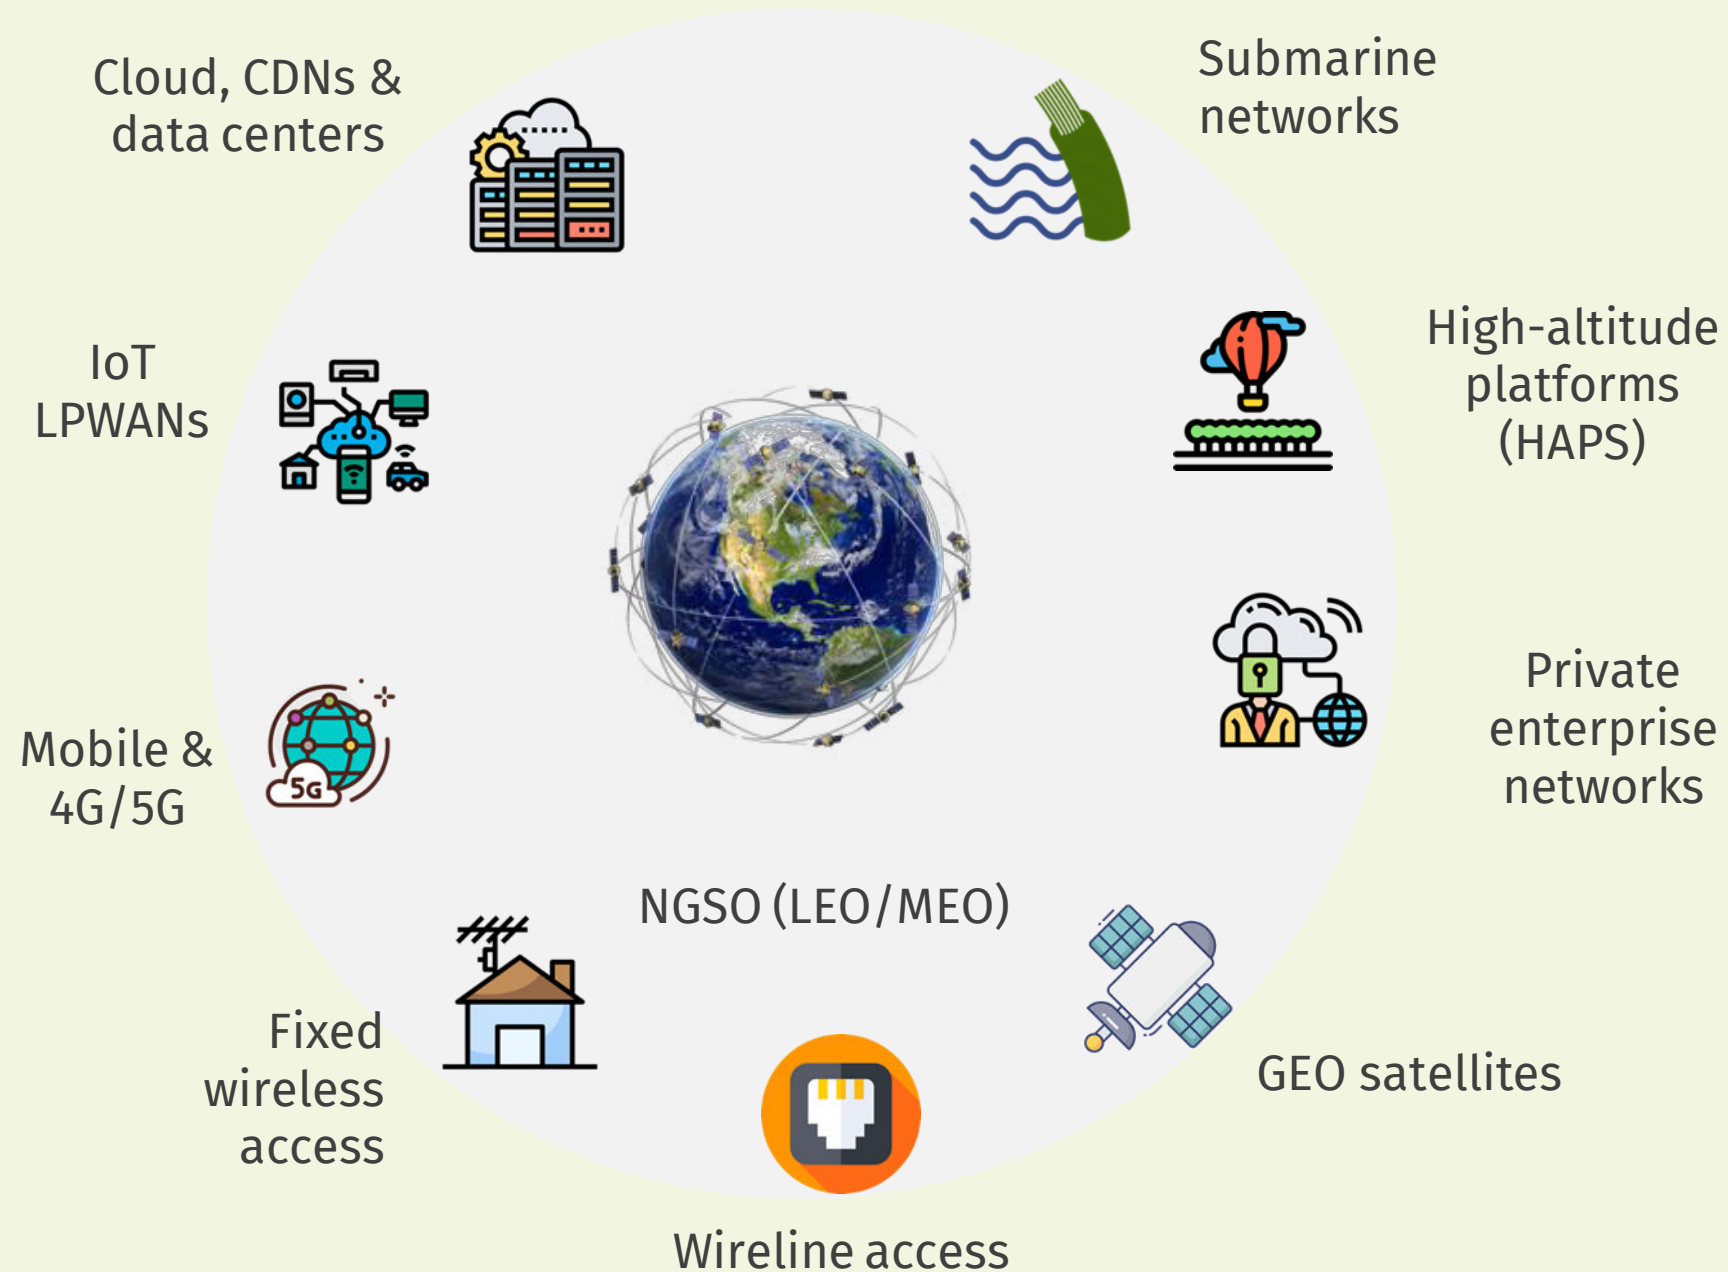 Cloud, CDNs &
data centers
Submarine
networks
High-altitude
platforms
(HAPS)
IoT
LPWANs
Private
enterprise
networks
Mobile &
4G/5G
5G
NGSO (LEO/MEO)
Fixed
wireless
access
GEO satellites
Wireline access